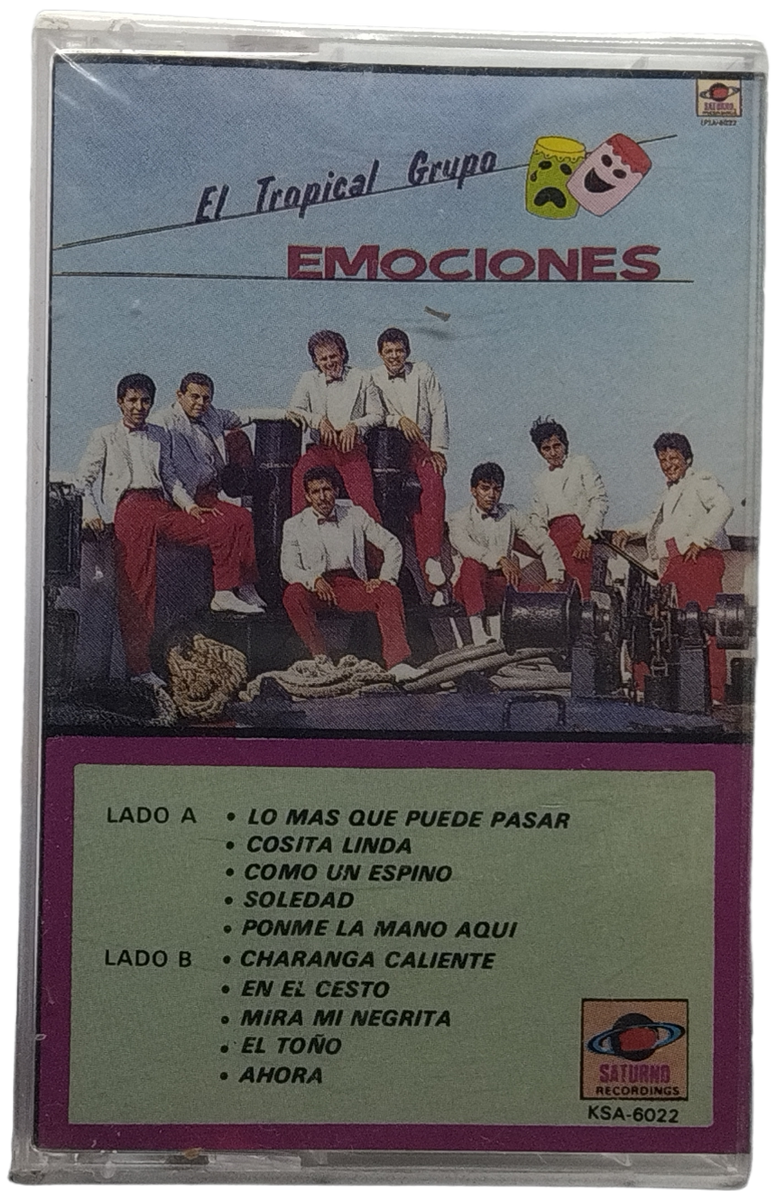 SATURNO
RECORDINGS
LPSA-6022
El Tropical Grupo
EMOCIONES
LADO A • LO MAS QUE PUEDE PASAR
• COSITA LINDA
• COMO UN ESPINO
• SOLEDAD
• PONME LA MANO AQUI
LADO B • CHARANGA CALIENTE
• EN EL CESTO
• MIRA MI NEGRITA
• EL TOÑO
• AHORA
SATURNO
RECORDINGS
KSA-6022